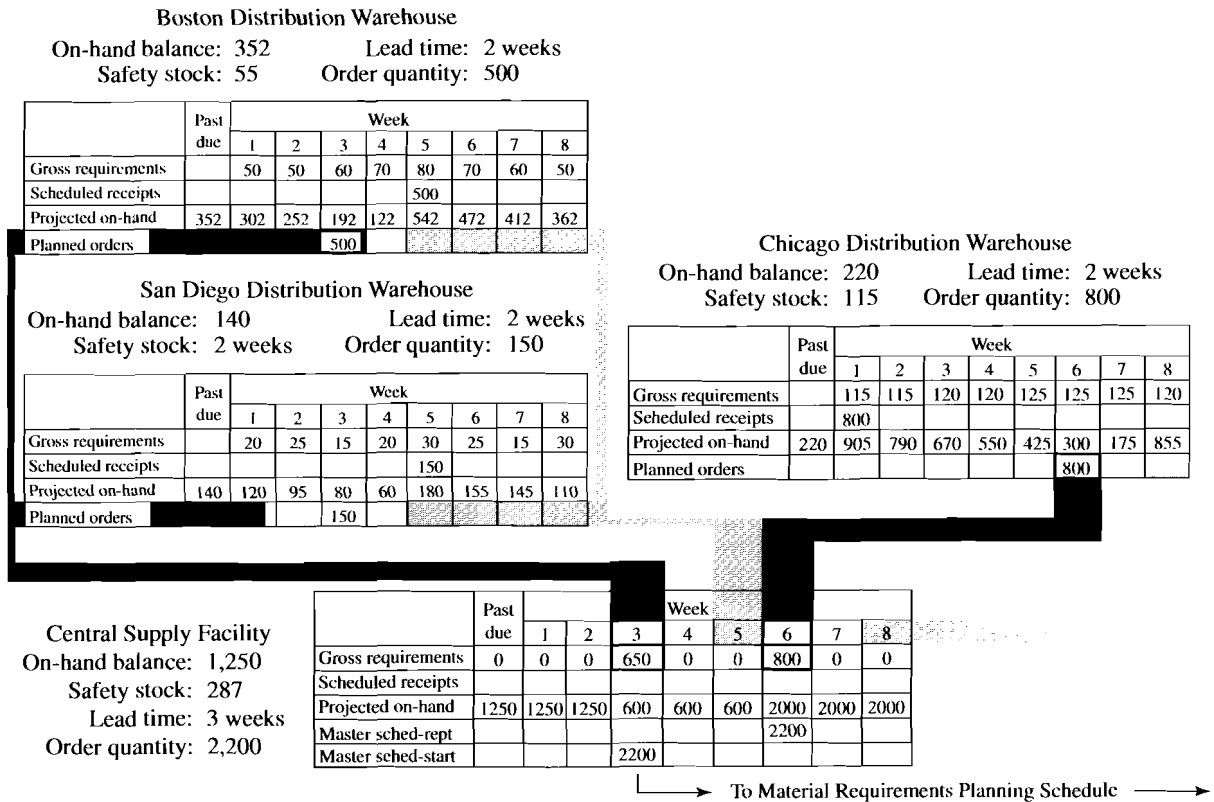 Boston Distribution Warehouse
On-hand balance: 352 Lead time: 2 weeks
Safety stock: 55 Order quantity: 500
Past due Week
1 2 3 4 5 6 7 8
Gross requirements 50 50 60 70 80 70 60 50
Scheduled receipts 500
Projected on-hand 352 302 252 192 122 542 472 412 362
Planned orders 500
San Diego Distribution Warehouse
On-hand balance: 140 Lead time: 2 weeks
Safety stock: 2 weeks Order quantity: 150
Past due Week
1 2 3 4 5 6 7 8
Gross requirements 20 25 15 20 30 25 15 30
Scheduled receipts 150
Projected on-hand 140 120 95 80 60 180 155 145 110
Planned orders 150
Chicago Distribution Warehouse
On-hand balance: 220 Lead time: 2 weeks
Safety stock: 115 Order quantity: 800
Past due Week
1 2 3 4 5 6 7 8
Gross requirements 115 115 120 120 125 125 125 120
Scheduled receipts 800
Projected on-hand 220 905 790 670 550 425 300 175 855
Planned orders 800
Central Supply Facility
On-hand balance: 1,250
Safety stock: 287
Lead time: 3 weeks
Order quantity: 2,200
Past due Week
1 2 3 4 5 6 7 8
Gross requirements 0 0 0 650 0 0 800 0 0
Scheduled receipts
Projected on-hand 1250 1250 1250 600 600 600 2000 2000 2000
Master sched-rept 2200
Master sched-start 2200
To Material Requirements Planning Schedule